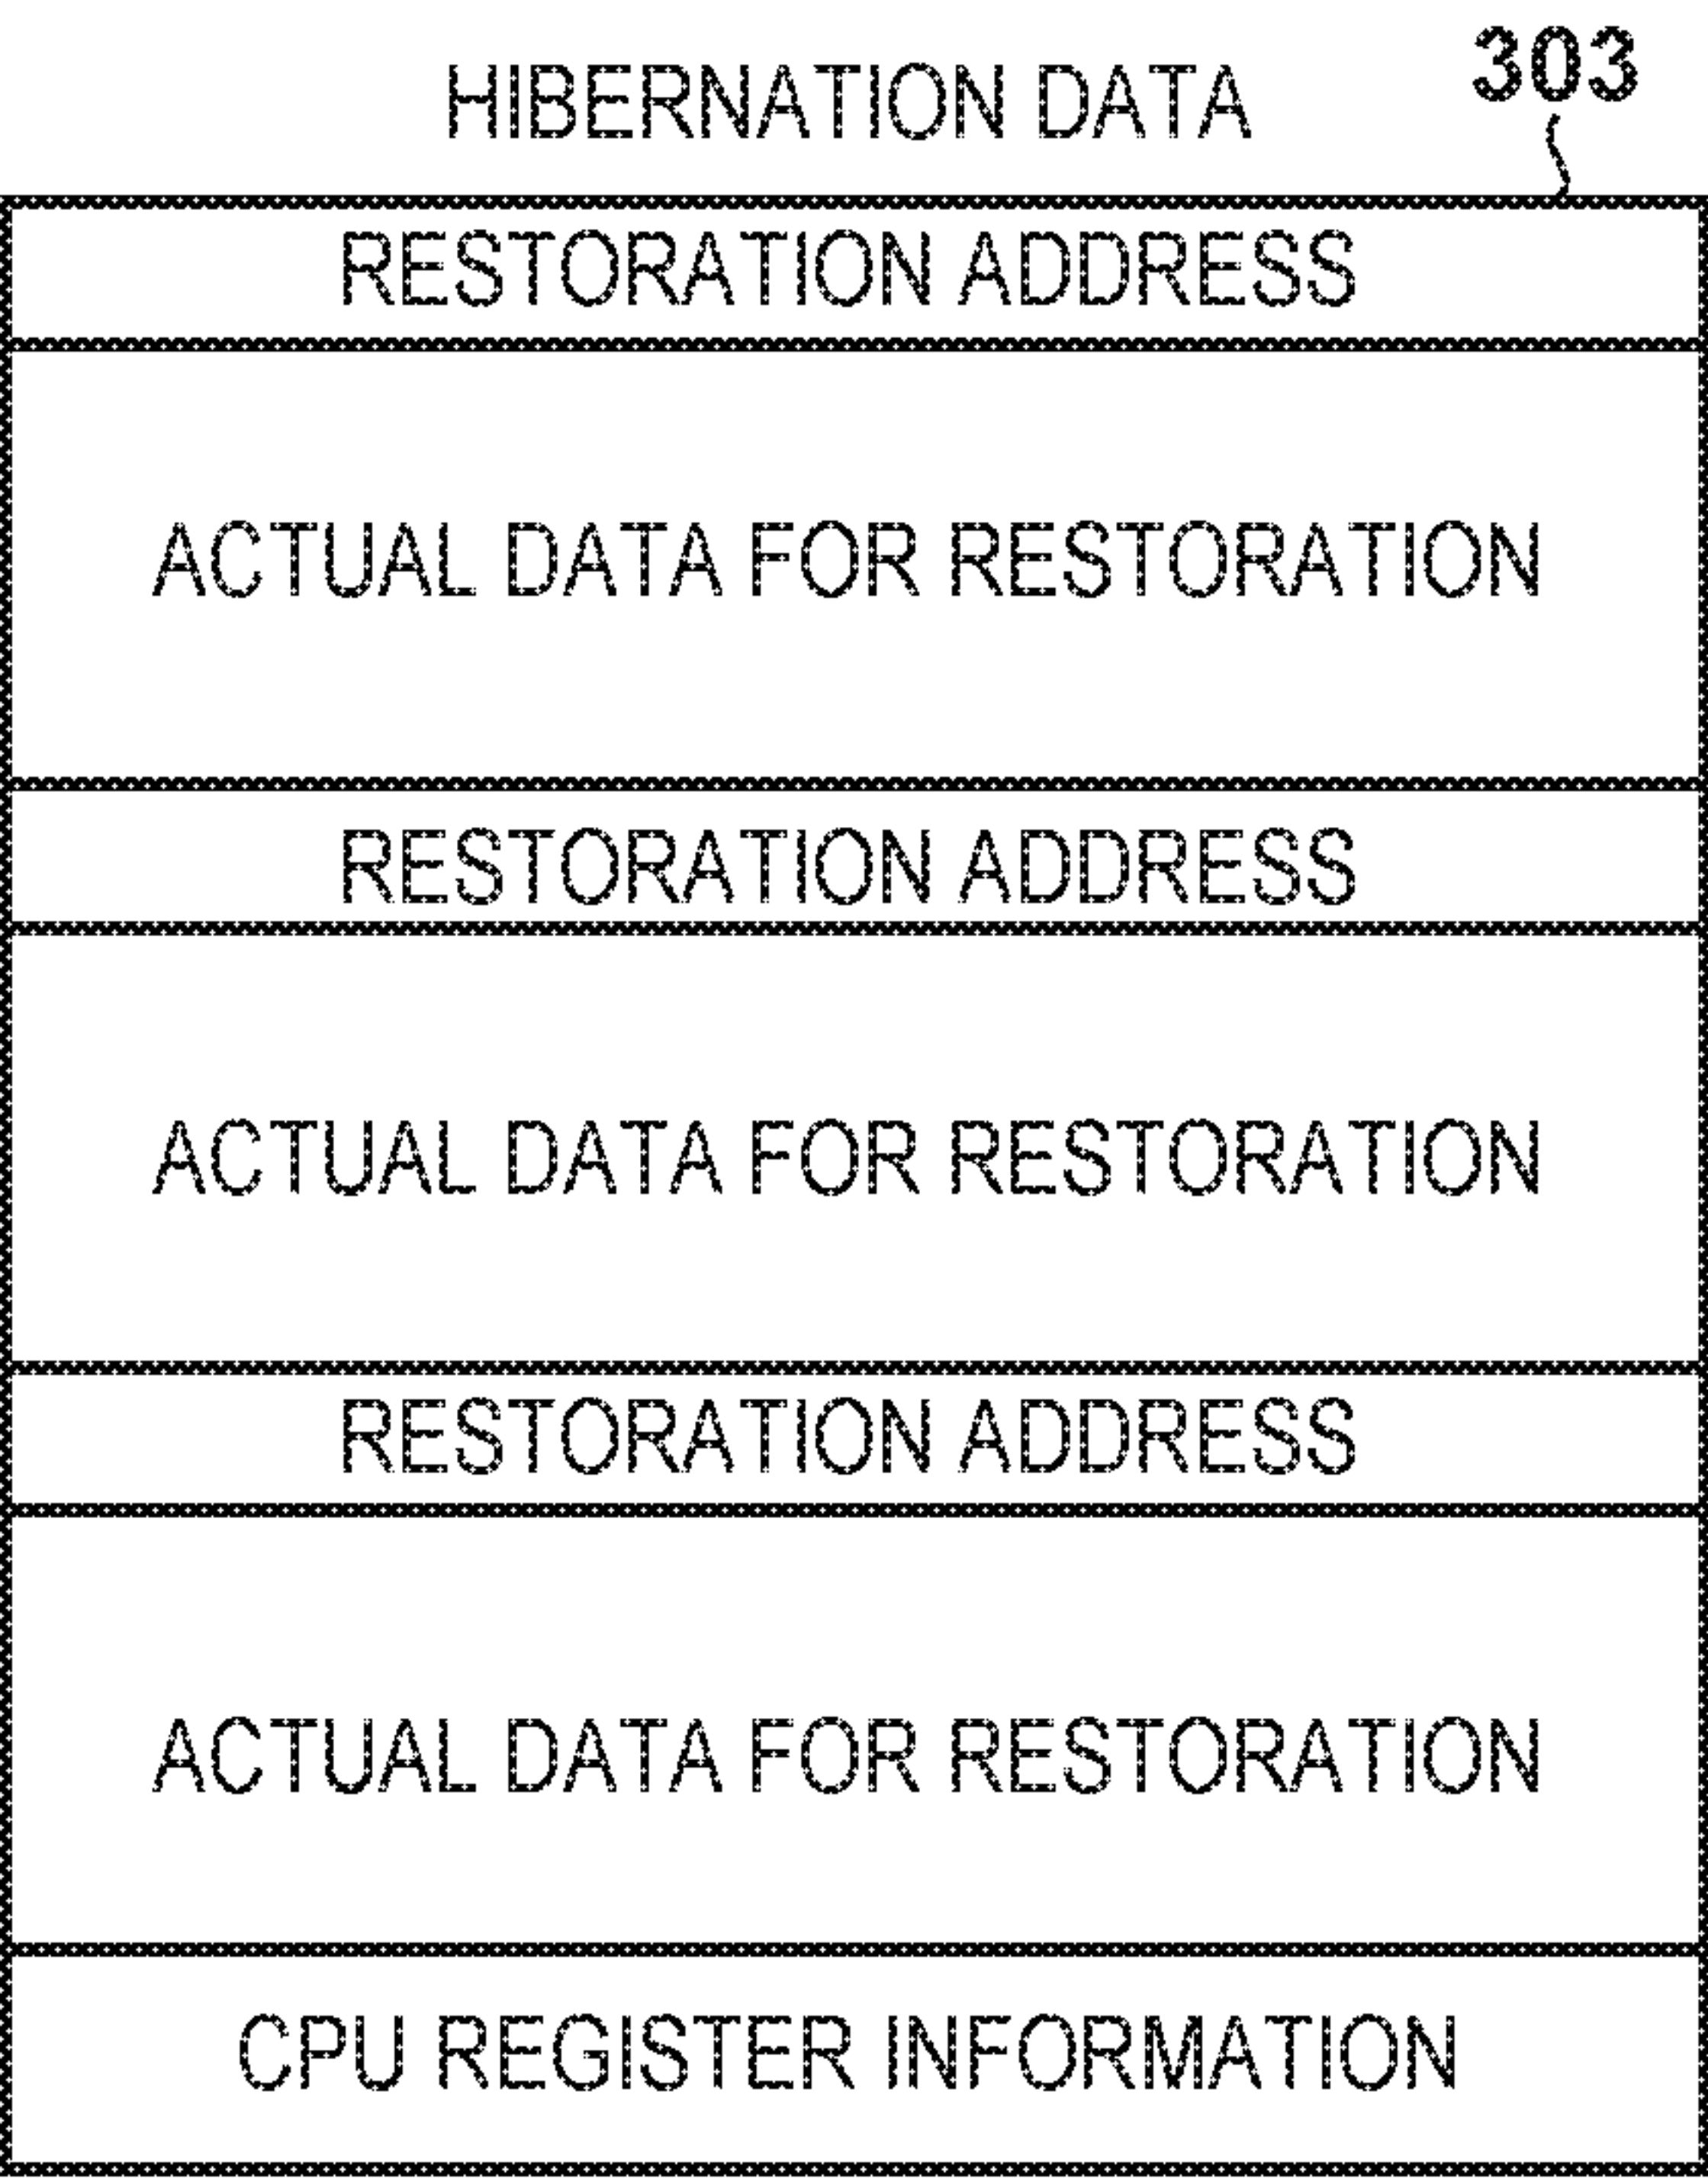 303
HIBERNATION DATA
RESTORATION ADDRESS
ACTUAL DATA FOR RESTORATION
RESTORATION ADDRESS
ACTUAL DATA FOR RESTORATION
RESTORATION ADDRESS
ACTUAL DATA FOR RESTORATION
CPU REGISTER INFORMATION